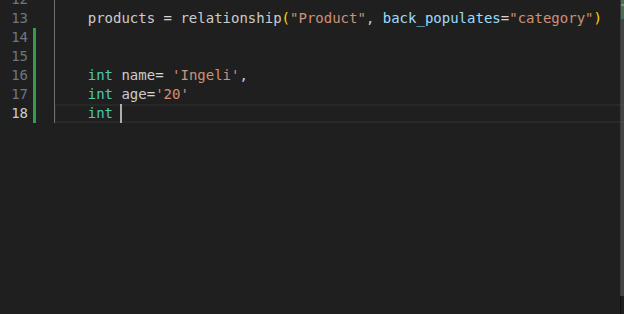 12
13 products = relationship("Product", back_populates="category")
14
15
16 int name= 'Ingeli',
17 int age='20'
18 int